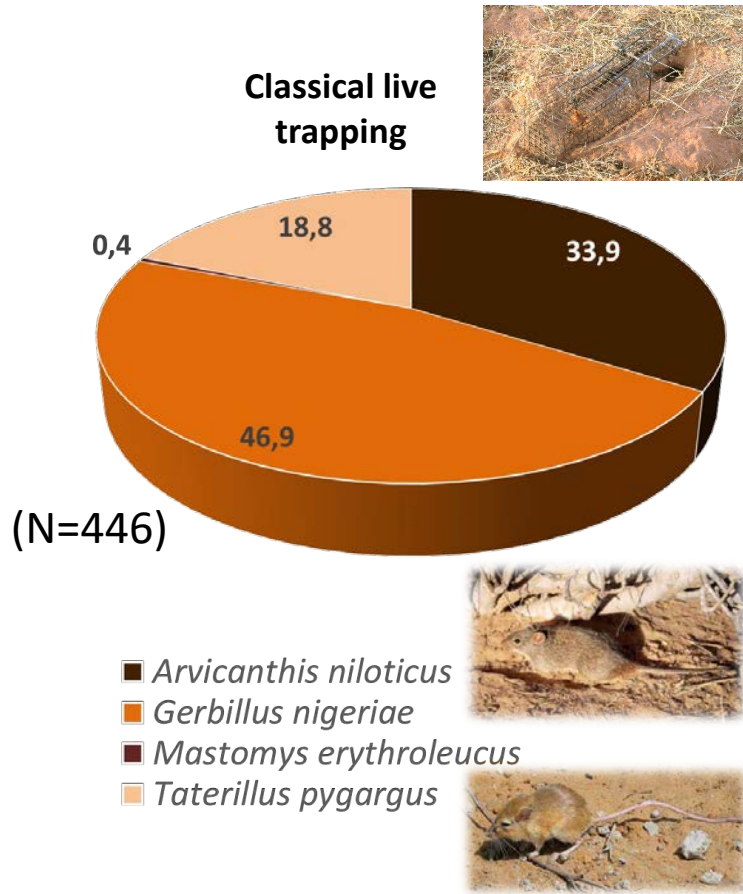 Classical live
trapping
0,4
18,8
33,9
46,9
(N=446)
Arvicanthis niloticus
Gerbillus nigeriae
Mastomys erythroleucus
Taterillus pygargus